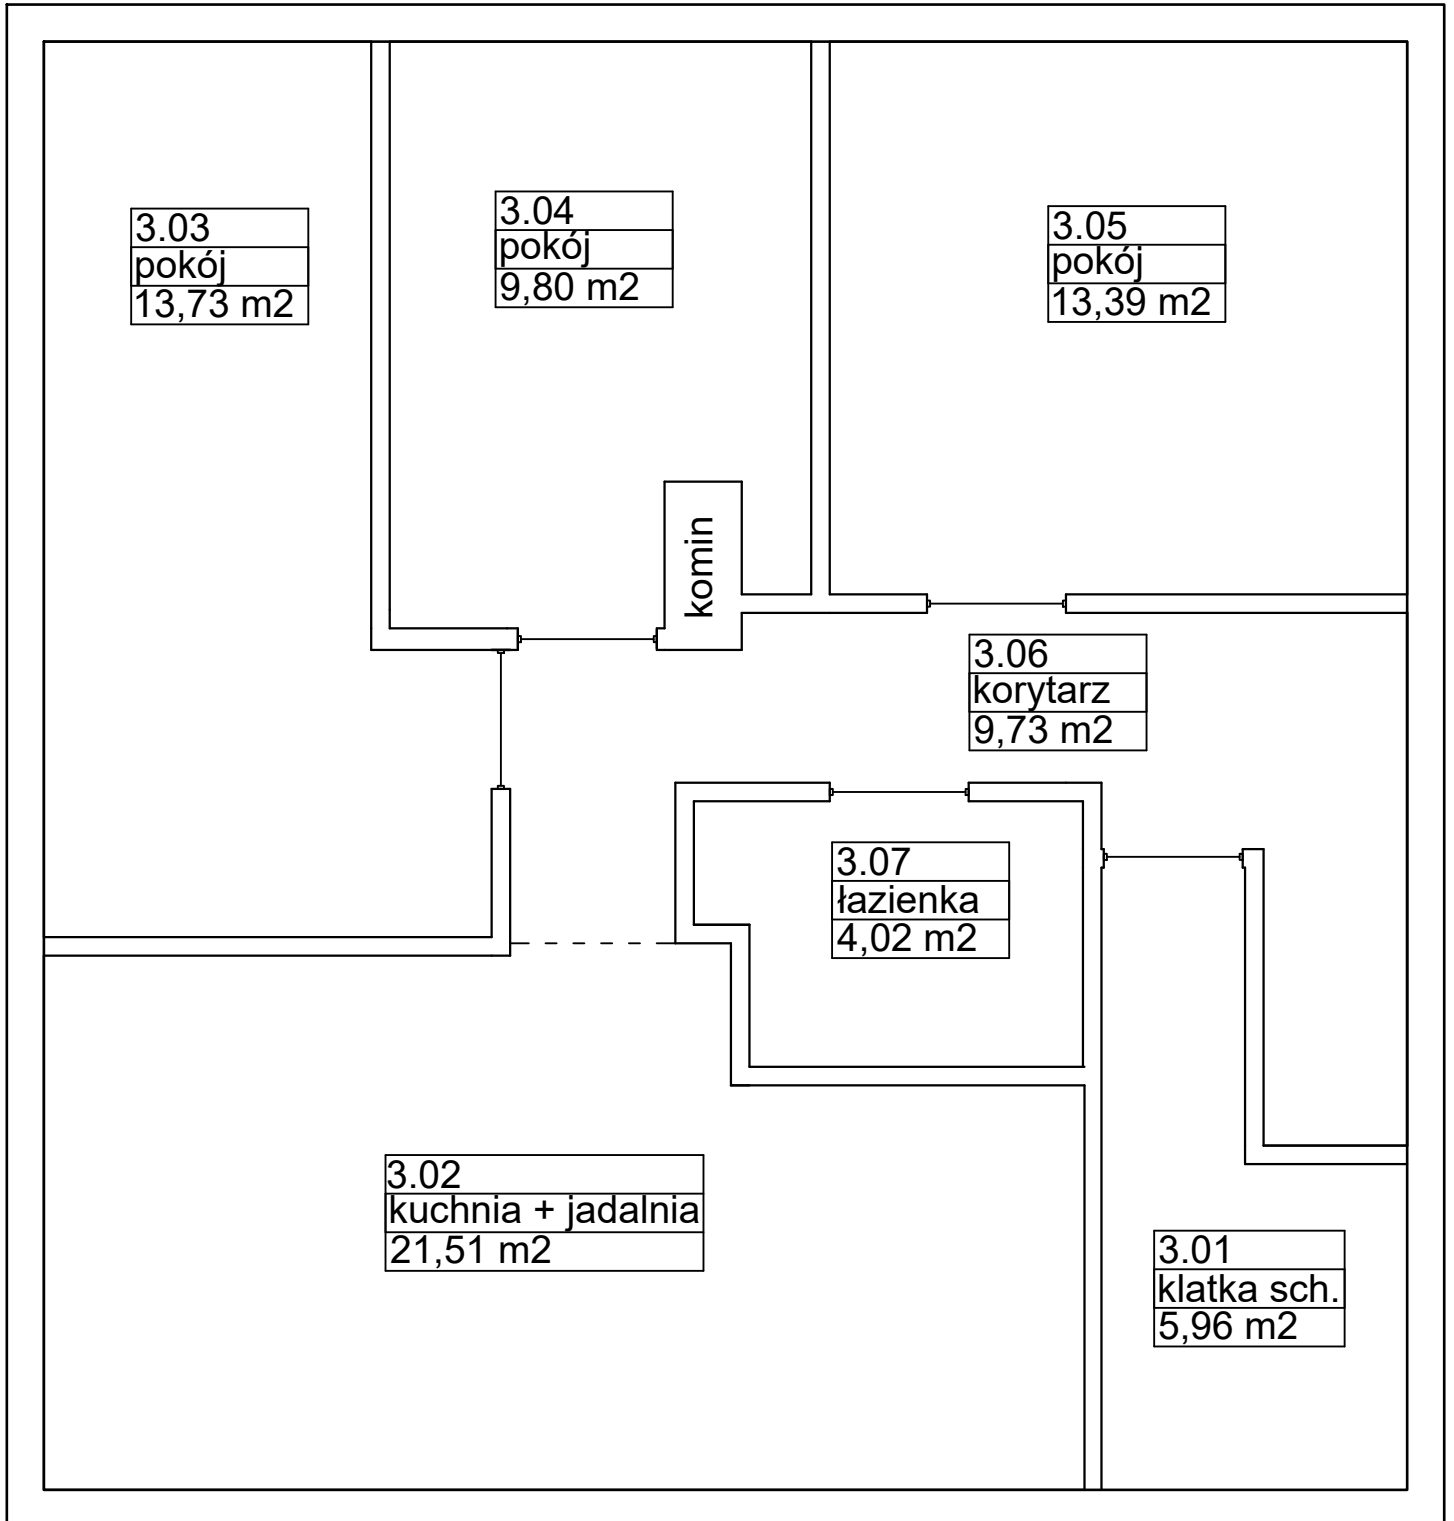 3.03
pokój
13,73 m2
3.04
pokój
9,80 m2
3.05
pokój
13,39 m2
komin
3.06
korytarz
9,73 m2
3.07
łazienka
4,02 m2
3.02
kuchnia + jadalnia
21,51 m2
3.01
klatka sch.
5,96 m2